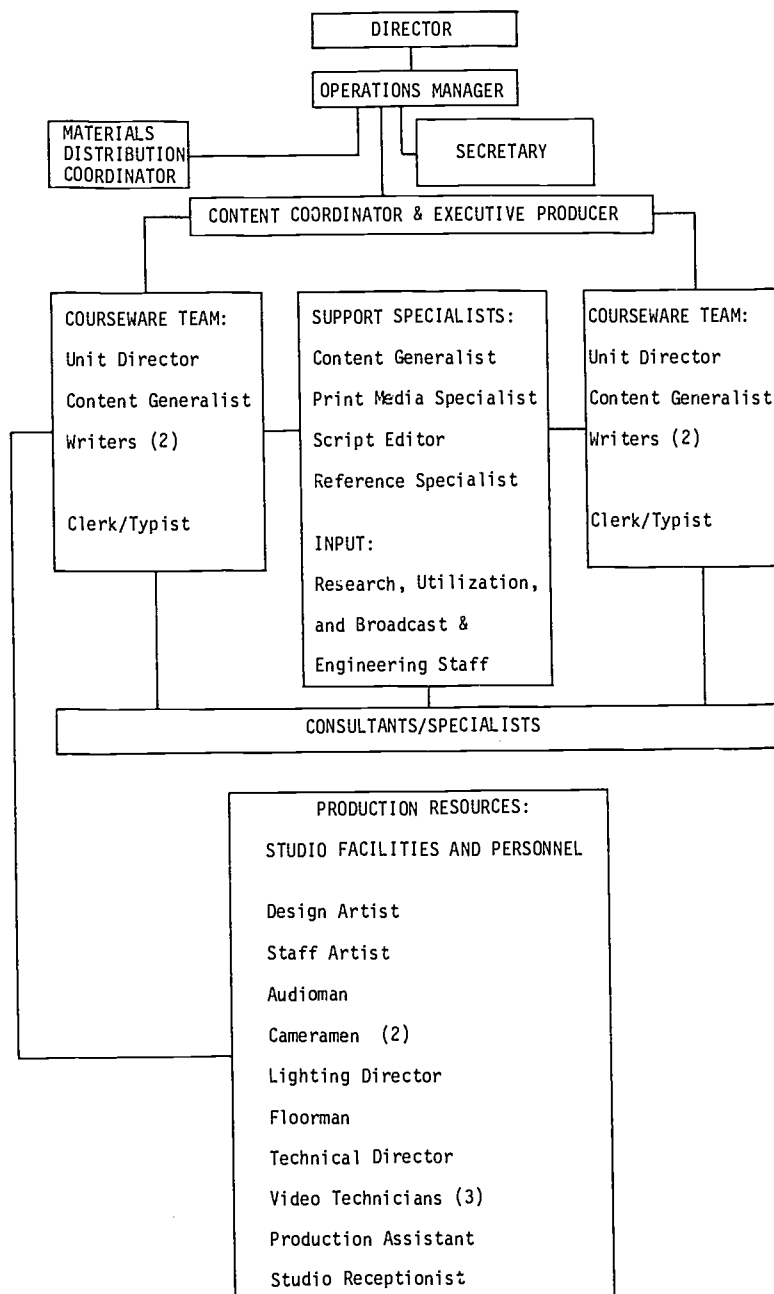 DIRECTOR
OPERATIONS MANAGER
MATERIALS
DISTRIBUTION
COORDINATOR
SECRETARY
CONTENT COORDINATOR & EXECUTIVE PRODUCER
COURSEWARE TEAM:
Unit Director
Content Generalist
Writers (2)
Clerk/Typist
SUPPORT SPECIALISTS:
Content Generalist
Print Media Specialist
Script Editor
Reference Specialist
INPUT:
Research, Utilization,
and Broadcast &
Engineering Staff
COURSEWARE TEAM:
Unit Director
Content Generalist
Writers (2)
Clerk/Typist
CONSULTANTS/SPECIALISTS
PRODUCTION RESOURCES:
STUDIO FACILITIES AND PERSONNEL
Design Artist
Staff Artist
Audioman
Cameramen (2)
Lighting Director
Floorman
Technical Director
Video Technicians (3)
Production Assistant
Studio Receptionist